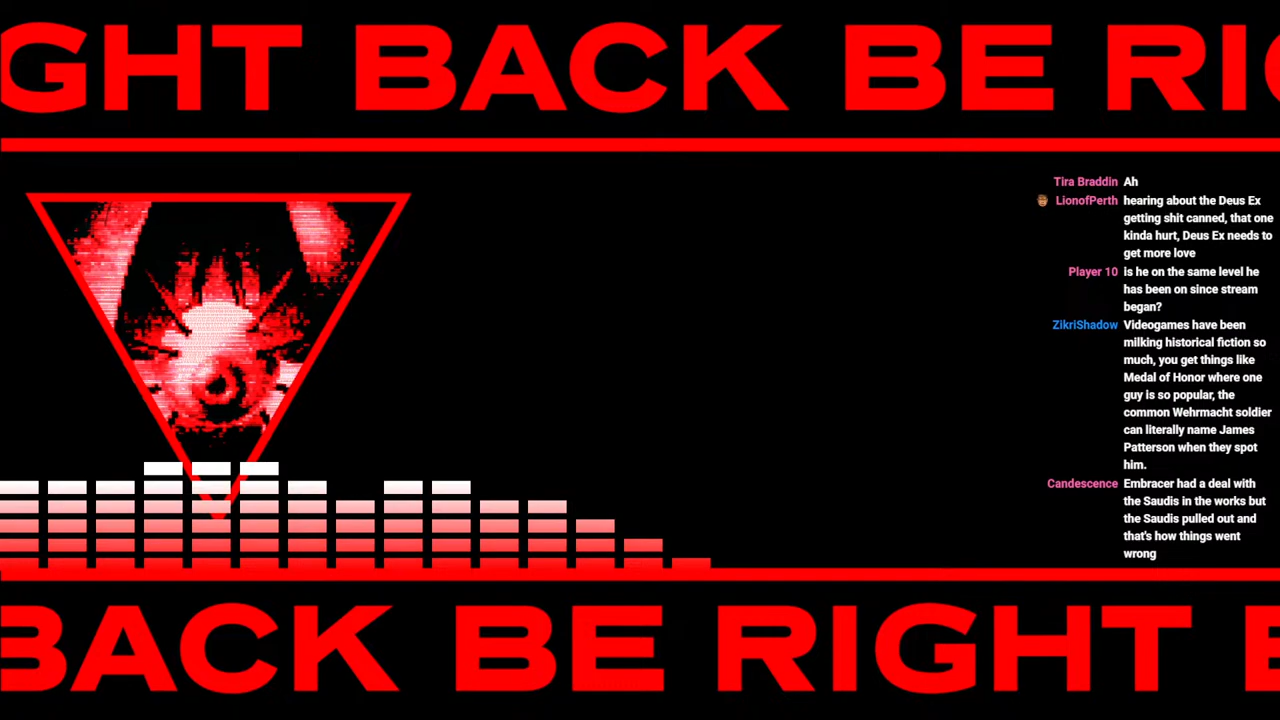 GHT BACK BE RIG
Tira Braddin Ah
LionofPerth hearing about the Deus Ex
getting shit canned, that one
kinda hurt, Deus Ex needs to
get more love
Player 10 is he on the same level he
has been on since stream
began?
ZikriShadow Videogames have been
milking historical fiction so
much, you get things like
Medal of Honor where one
guy is so popular, the
common Wehrmacht soldier
can literally name James
Patterson when they spot
him.
Candescence Embracer had a deal with
the Saudis in the works but
the Saudis pulled out and
that's how things went
wrong
BACK BE RIGHT B